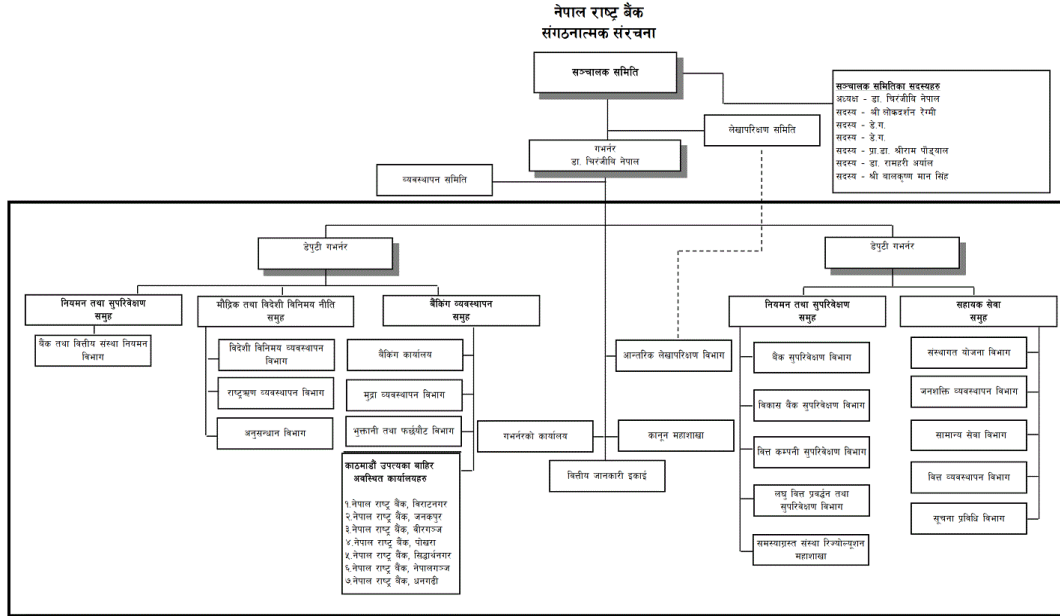 नेपाल राष्ट्र बैंक
संगठनात्मक संरचना
सञ्चालक समिति
सञ्चालक समितिका सदस्यहरु
अध्यक्ष - डा. चिरंजीवि नेपाल
सदस्य - श्री लोकदर्शन रेग्मी
सदस्य - डे.ग.
सदस्य - डे.ग.
सदस्य - प्रा.डा. श्रीराम पौड्याल
सदस्य - डा. रामहरी अर्याल
सदस्य - श्री बालकृष्ण मान सिंह
लेखापरिक्षण समिति
गभर्नर
डा. चिरंजीवि नेपाल
व्यवस्थापन समिति
डेपुटी गभर्नर
डेपुटी गभर्नर
नियमन तथा सुपरिवेक्षण
समुह
मौद्रिक तथा विदेशी विनिमय नीति
समुह
बैंकिंग व्यवस्थापन
समुह
नियमन तथा सुपरिवेक्षण
समुह
सहायक सेवा
समुह
बैंक तथा वित्तीय संस्था नियमन
विभाग
विदेशी विनिमय व्यवस्थापन
विभाग
राष्ट्रऋण व्यवस्थापन विभाग
अनुसन्धान विभाग
बैंकिंग कार्यालय
मुद्रा व्यवस्थापन विभाग
भुक्तानी तथा फर्छ्यौट विभाग
काठमाडौं उपत्यका बाहिर
अवस्थित कार्यालयहरु
१.नेपाल राष्ट्र बैंक, विराटनगर
२.नेपाल राष्ट्र बैंक, जनकपुर
३.नेपाल राष्ट्र बैंक, वीरगञ्ज
४.नेपाल राष्ट्र बैंक, पोखरा
५.नेपाल राष्ट्र बैंक, सिद्धार्थनगर
६.नेपाल राष्ट्र बैंक, नेपालगञ्ज
७.नेपाल राष्ट्र बैंक, धनगढी
आन्तरिक लेखापरिक्षण विभाग
गभर्नरको कार्यालय
कानून महाशाखा
वित्तीय जानकारी इकाई
बैंक सुपरिवेक्षण विभाग
विकास बैंक सुपरिवेक्षण विभाग
वित्त कम्पनी सुपरिवेक्षण विभाग
लघु वित्त प्रवर्द्धन तथा
सुपरिवेक्षण विभाग
समस्याग्रस्त संस्था रिज्योल्यूशन
महाशाखा
संस्थागत योजना विभाग
जनशक्ति व्यवस्थापन विभाग
सामान्य सेवा विभाग
वित्त व्यवस्थापन विभाग
सूचना प्रविधि विभाग